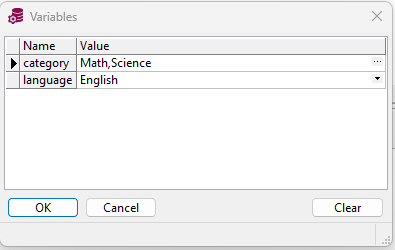 Variables
Name Value
category Math,Science ...
language English
OK Cancel Clear